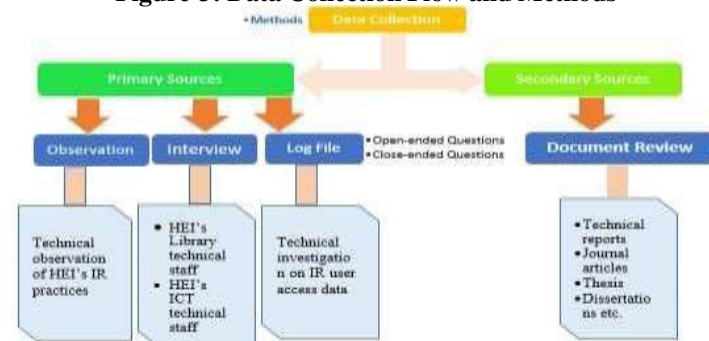 Figure 3: Data Collection Flow and Methods
• Methods
Data Collection
Primary Sources
Secondary Sources
Observation
Interview
Log File
• Open-ended Questions
• Close-ended Questions
Document Review
Technical
observation
of HEI's IR
practices
• HEI's
Library
technical
staff
• HEI's
ICT
technical
staff
Technical
investigatio
n on IR user
access data
• Technical
reports
• Journal
articles
• Thesis
• Dissertatio
ns etc.